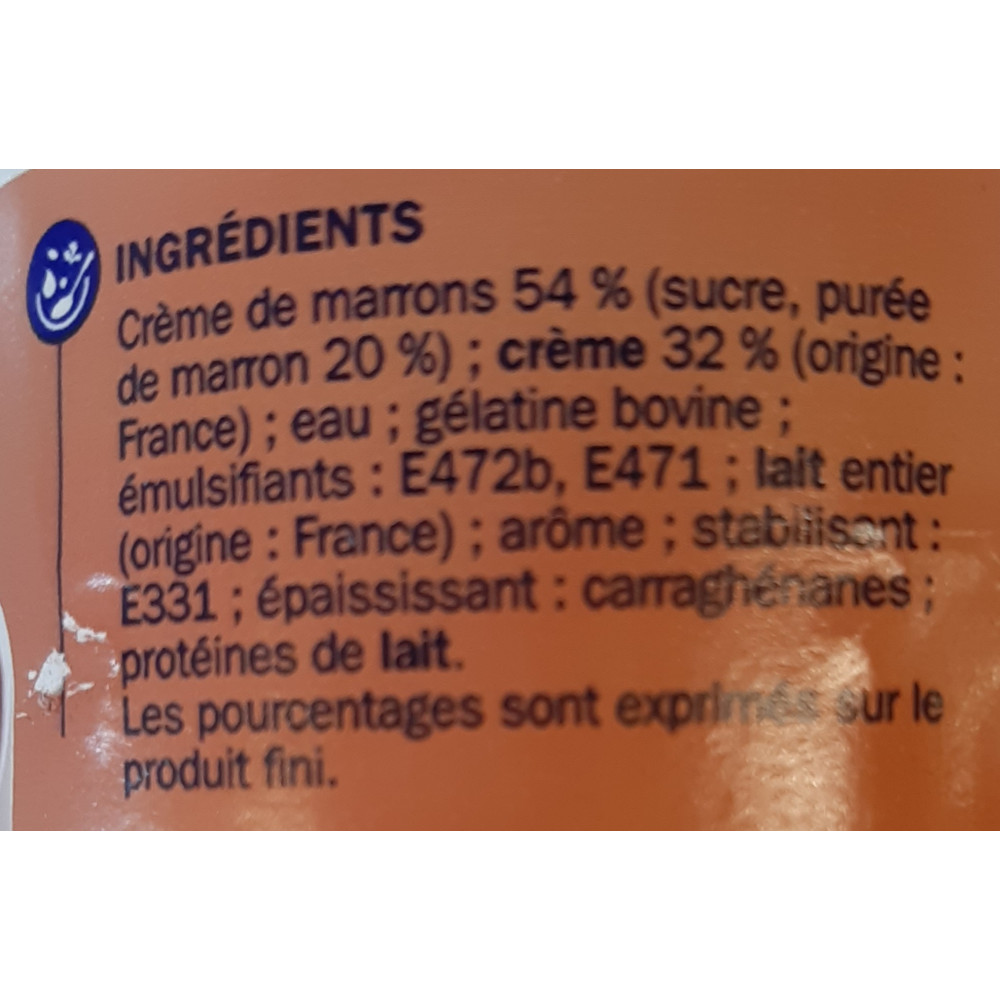 INGRÉDIENTS
Crème de marrons 54 % (sucre, purée
de marron 20 %) ; crème 32 % (origine :
France) ; eau ; gélatine bovine ;
émulsifiants : E472b, E471 ; lait entier
(origine : France) ; arôme ; stabilisant :
E331 ; épaississant : carraghénanes ;
protéines de lait.
Les pourcentages sont exprimés sur le
produit fini.